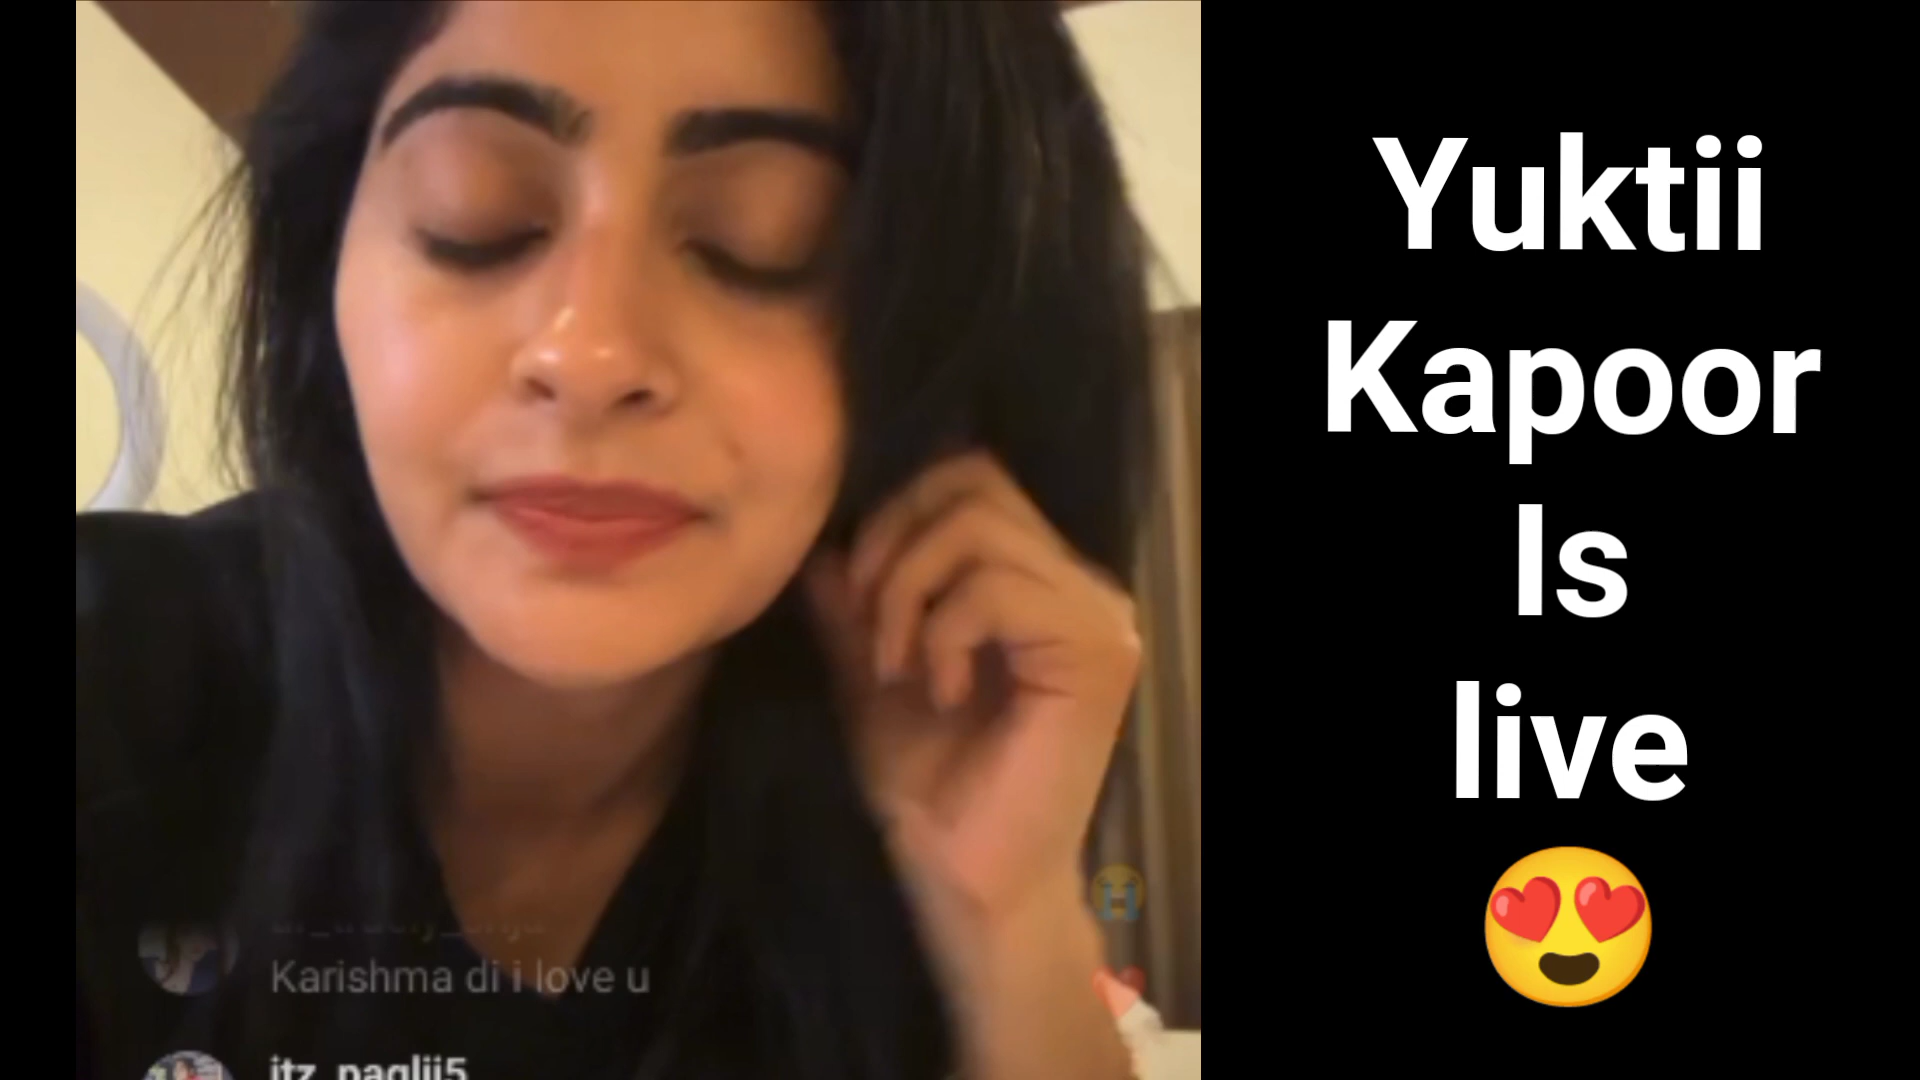 Yuktii
Kapoor
Is
live
Karishma di i love u
itz_paglii5